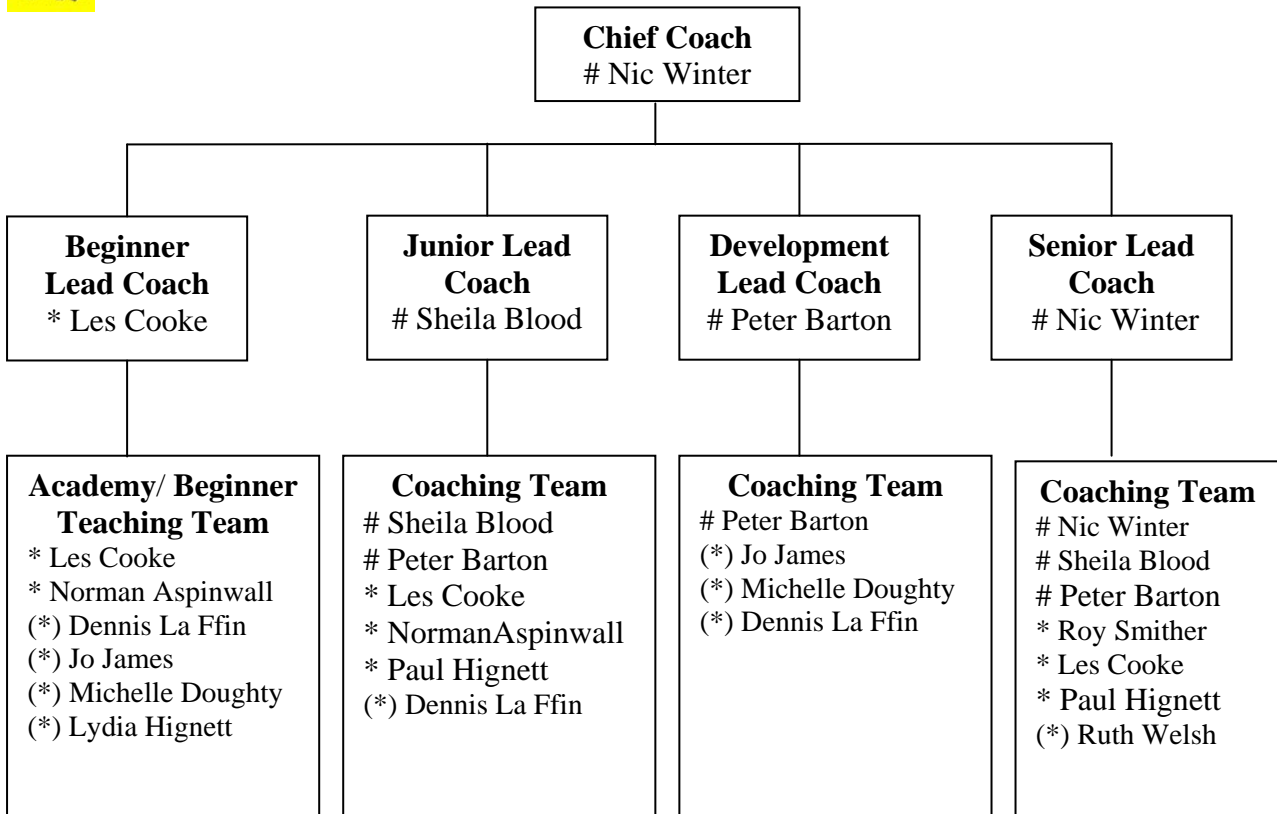 Chief Coach
# Nic Winter
Beginner
Lead Coach
* Les Cooke
Junior Lead
Coach
# Sheila Blood
Development
Lead Coach
# Peter Barton
Senior Lead
Coach
# Nic Winter
Academy/ Beginner
Teaching Team
* Les Cooke
* Norman Aspinwall
(*) Dennis La Ffin
(*) Jo James
(*) Michelle Doughty
(*) Lydia Hignett
Coaching Team
# Sheila Blood
# Peter Barton
* Les Cooke
* NormanAspinwall
* Paul Hignett
(*) Dennis La Ffin
Coaching Team
# Peter Barton
(*) Jo James
(*) Michelle Doughty
(*) Dennis La Ffin
Coaching Team
# Nic Winter
# Sheila Blood
# Peter Barton
* Roy Smither
* Les Cooke
* Paul Hignett
(*) Ruth Welsh